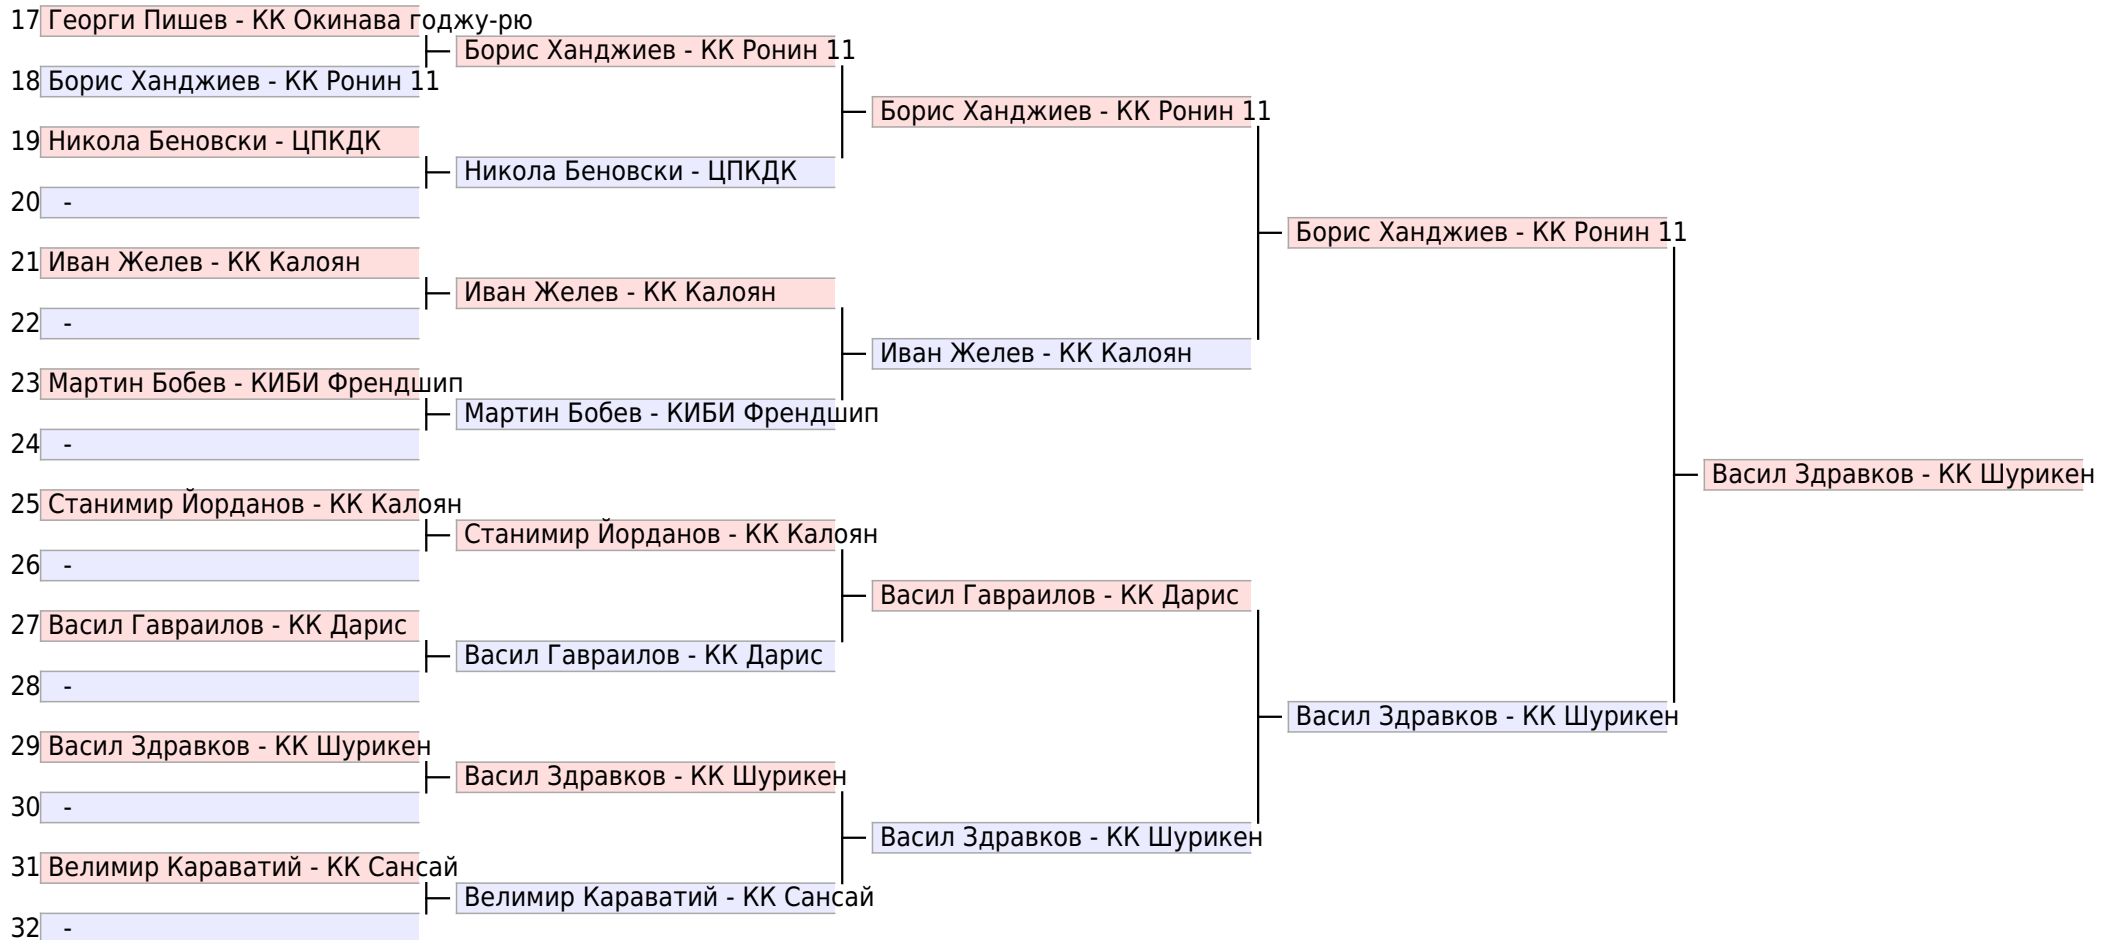 17 Георги Пишев - КК Окинава годжу-рю
Борис Ханджиев - КК Ронин 11
18 Борис Ханджиев - КК Ронин 11
Борис Ханджиев - КК Ронин 11
19 Никола Беновски - ЦПКДК
Никола Беновски - ЦПКДК
20 -
Борис Ханджиев - КК Ронин 11
21 Иван Желев - КК Калоян
Иван Желев - КК Калоян
22 -
Иван Желев - КК Калоян
23 Мартин Бобев - КИБИ Френдшип
Мартин Бобев - КИБИ Френдшип
24 -
Васил Здравков - КК Шурикен
25 Станимир Йорданов - КК Калоян
Станимир Йорданов - КК Калоян
26 -
Васил Гавраилов - КК Дарис
27 Васил Гавраилов - КК Дарис
Васил Гавраилов - КК Дарис
28 -
Васил Здравков - КК Шурикен
29 Васил Здравков - КК Шурикен
Васил Здравков - КК Шурикен
30 -
Васил Здравков - КК Шурикен
31 Велимир Караватий - КК Сансай
Велимир Караватий - КК Сансай
32 -